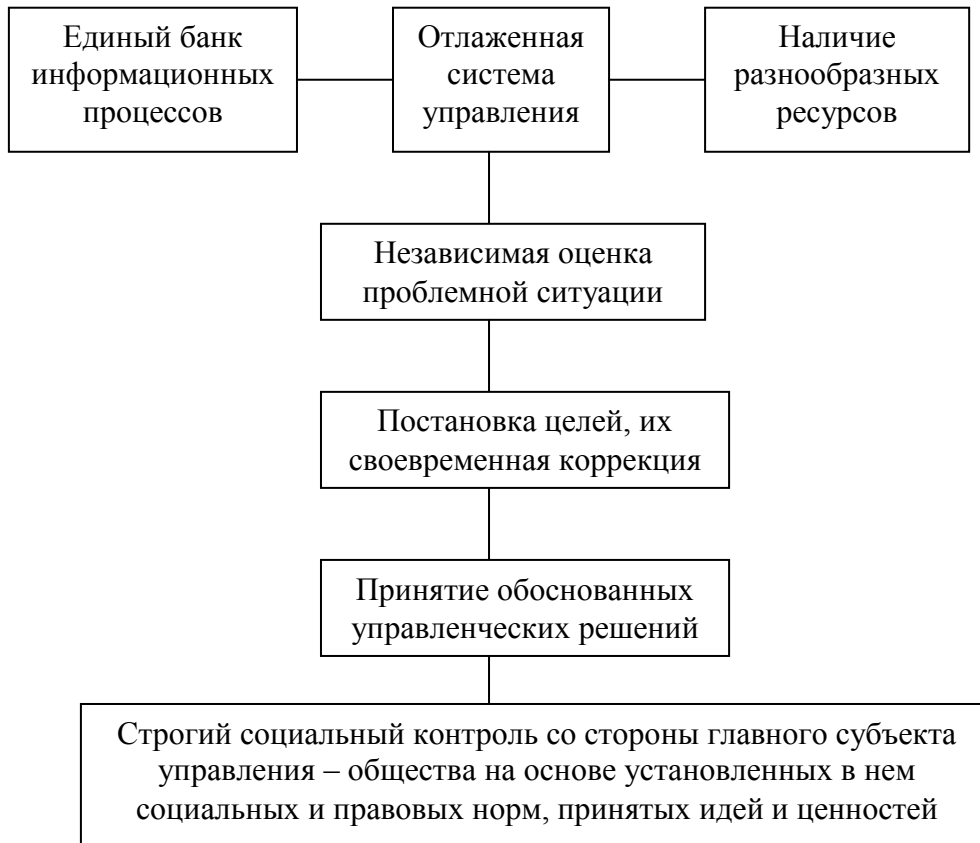 Единый банк
информационных
процессов
Отлаженная
система
управления
Наличие
разнообразных
ресурсов
Независимая оценка
проблемной ситуации
Постановка целей, их
своевременная коррекция
Принятие обоснованных
управленческих решений
Строгий социальный контроль со стороны главного субъекта
управления – общества на основе установленных в нем
социальных и правовых норм, принятых идей и ценностей